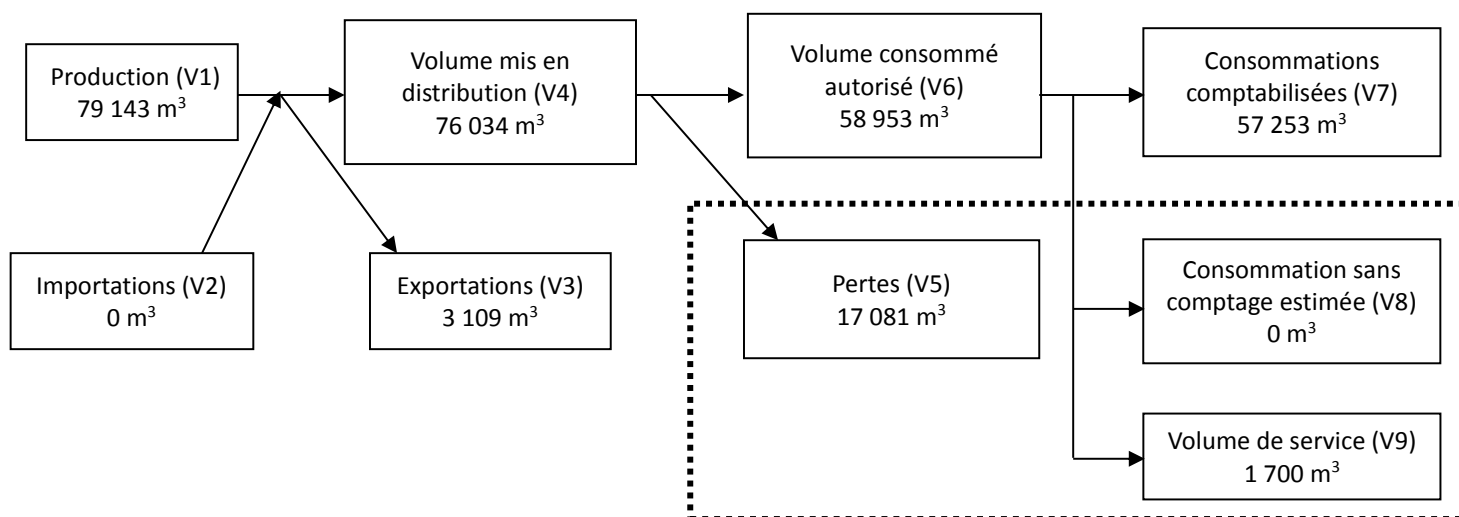 Production (V1)
79 143 m³
Volume mis en
distribution (V4)
76 034 m³
Volume consommé
autorisé (V6)
58 953 m³
Consommations
comptabilisées (V7)
57 253 m³
Importations (V2)
0 m³
Exportations (V3)
3 109 m³
Pertes (V5)
17 081 m³
Consommation sans
comptage estimée (V8)
0 m³
Volume de service (V9)
1 700 m³